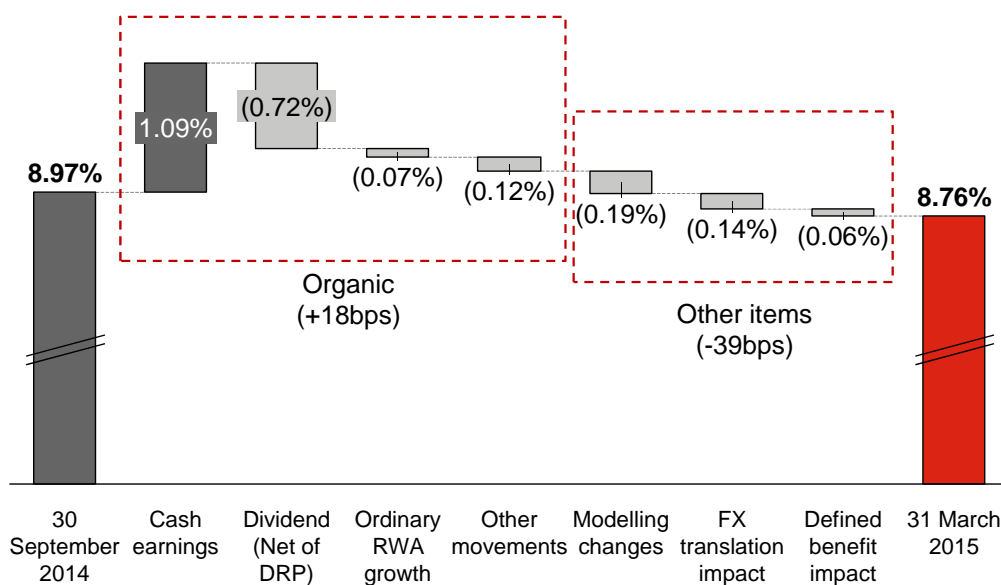 8.97%
1.09%
(0.72%)
(0.07%)
(0.12%)
(0.19%)
(0.14%)
(0.06%)
8.76%
Organic
(+18bps)
Other items
(-39bps)
30
September
2014
Cash
earnings
Dividend
(Net of
DRP)
Ordinary
RWA
growth
Other
movements
Modelling
changes
FX
translation
impact
Defined
benefit
impact
31 March
2015